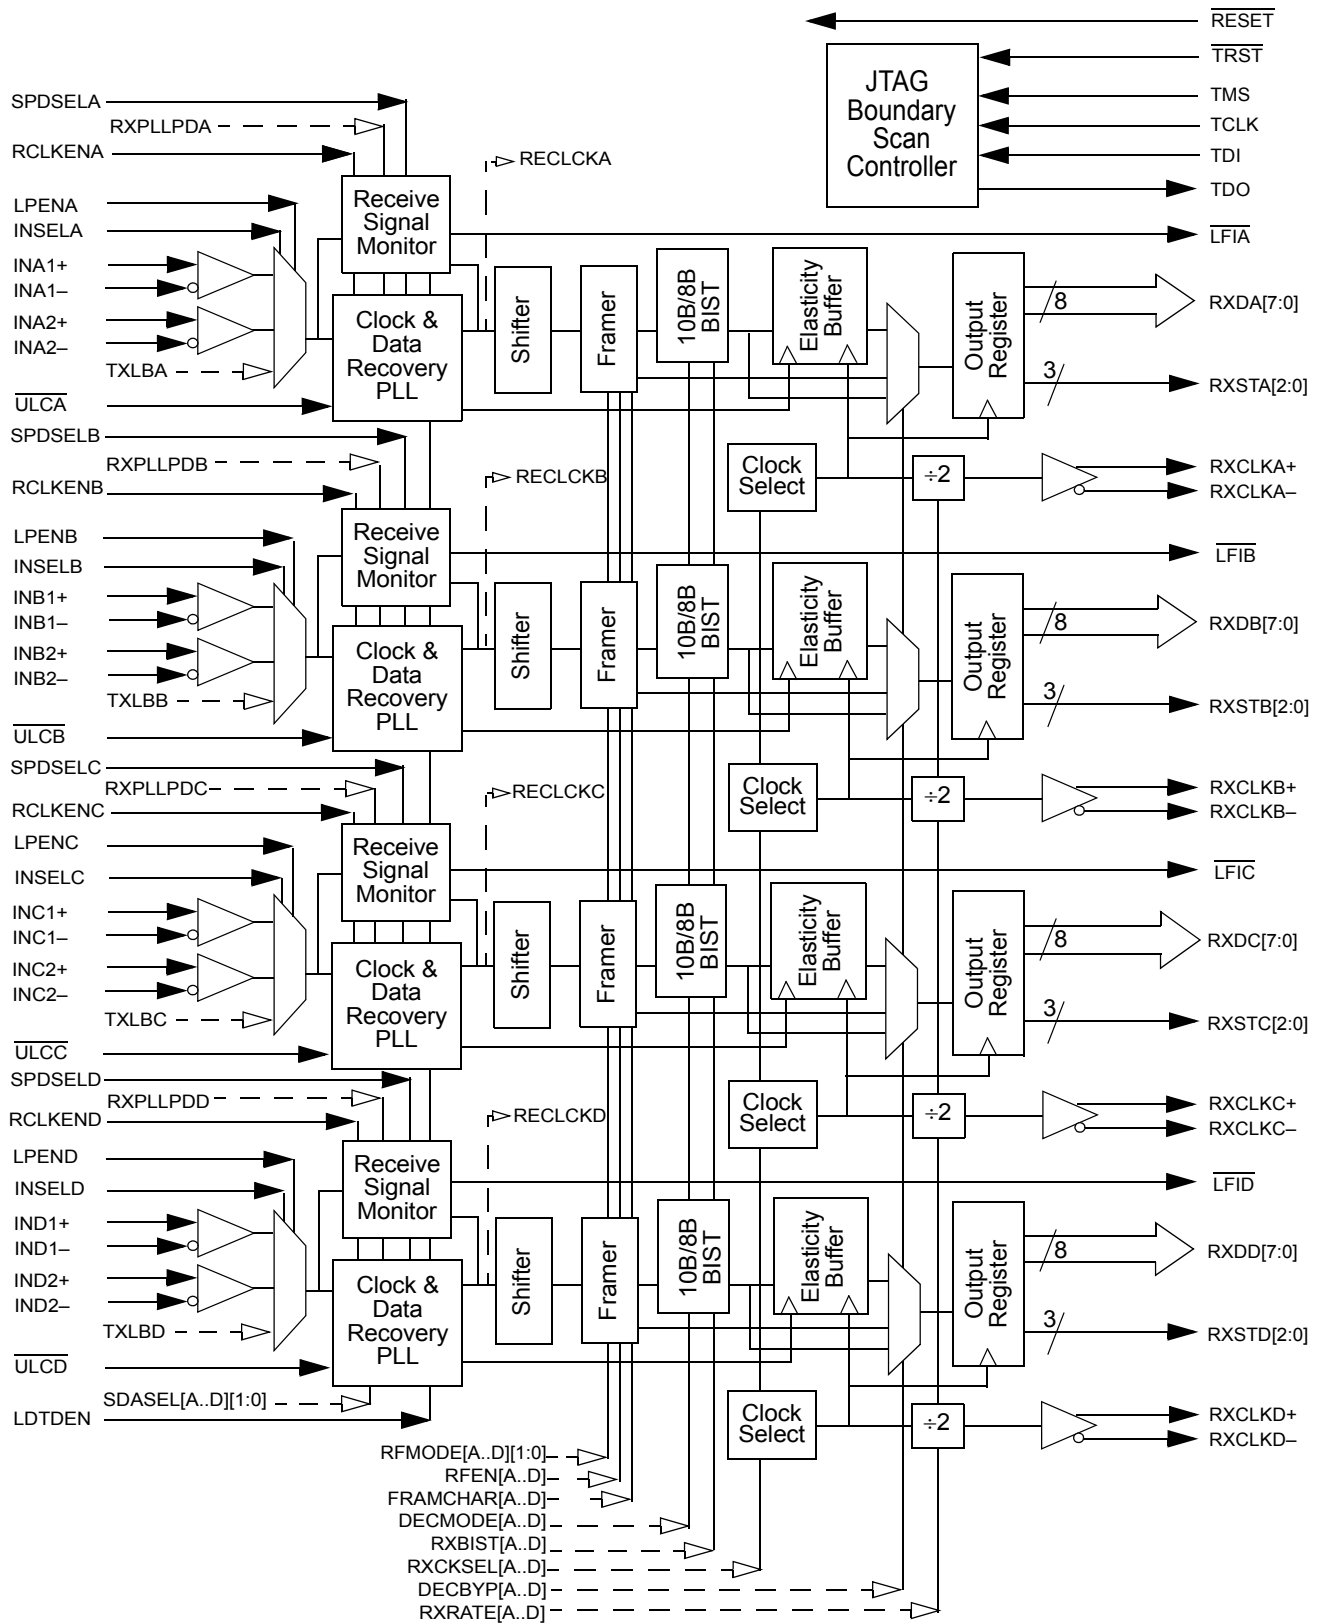 RESET
TRST
TMS
TCLK
TDI
TDO
JTAG
Boundary
Scan
Controller
SPDSELA
RXPLLPDA
RCLKENA
RECLCKA
LPENA
INSELA
INA1+
INA1–
INA2+
INA2–
TXLBA
ULCA
Receive
Signal
Monitor
Clock &
Data
Recovery
PLL
Shifter
Framer
10B/8B
BIST
Elasticity
Buffer
Output
Register
Clock
Select
÷2
LFIA
8
RXDA[7:0]
3
RXSTA[2:0]
RXCLKA+
RXCLKA–
SPDSELB
RXPLLPDB
RCLKENB
RECLCKB
LPENB
INSELB
INB1+
INB1–
INB2+
INB2–
TXLBB
ULCB
Receive
Signal
Monitor
Clock &
Data
Recovery
PLL
Shifter
Framer
10B/8B
BIST
Elasticity
Buffer
Output
Register
Clock
Select
÷2
LFIB
8
RXDB[7:0]
3
RXSTB[2:0]
RXCLKB+
RXCLKB–
SPDSELC
RXPLLPDC
RCLKENC
RECLCKC
LPENC
INSELC
INC1+
INC1–
INC2+
INC2–
TXLBC
ULCC
Receive
Signal
Monitor
Clock &
Data
Recovery
PLL
Shifter
Framer
10B/8B
BIST
Elasticity
Buffer
Output
Register
Clock
Select
÷2
LFIC
8
RXDC[7:0]
3
RXSTC[2:0]
RXCLKC+
RXCLKC–
SPDSELD
RXPLLPDD
RCLKEND
RECLCKD
LPEND
INSELD
IND1+
IND1–
IND2+
IND2–
TXLBD
ULCD
Receive
Signal
Monitor
Clock &
Data
Recovery
PLL
Shifter
Framer
10B/8B
BIST
Elasticity
Buffer
Output
Register
Clock
Select
÷2
LFID
8
RXDD[7:0]
3
RXSTD[2:0]
RXCLKD+
RXCLKD–
SDASEL[A..D][1:0]
LDTDEN
RFMODE[A..D][1:0]
RFEN[A..D]
FRAMCHAR[A..D]
DECMODE[A..D]
RXBIST[A..D]
RXCKSEL[A..D]
DECBYP[A..D]
RXRATE[A..D]